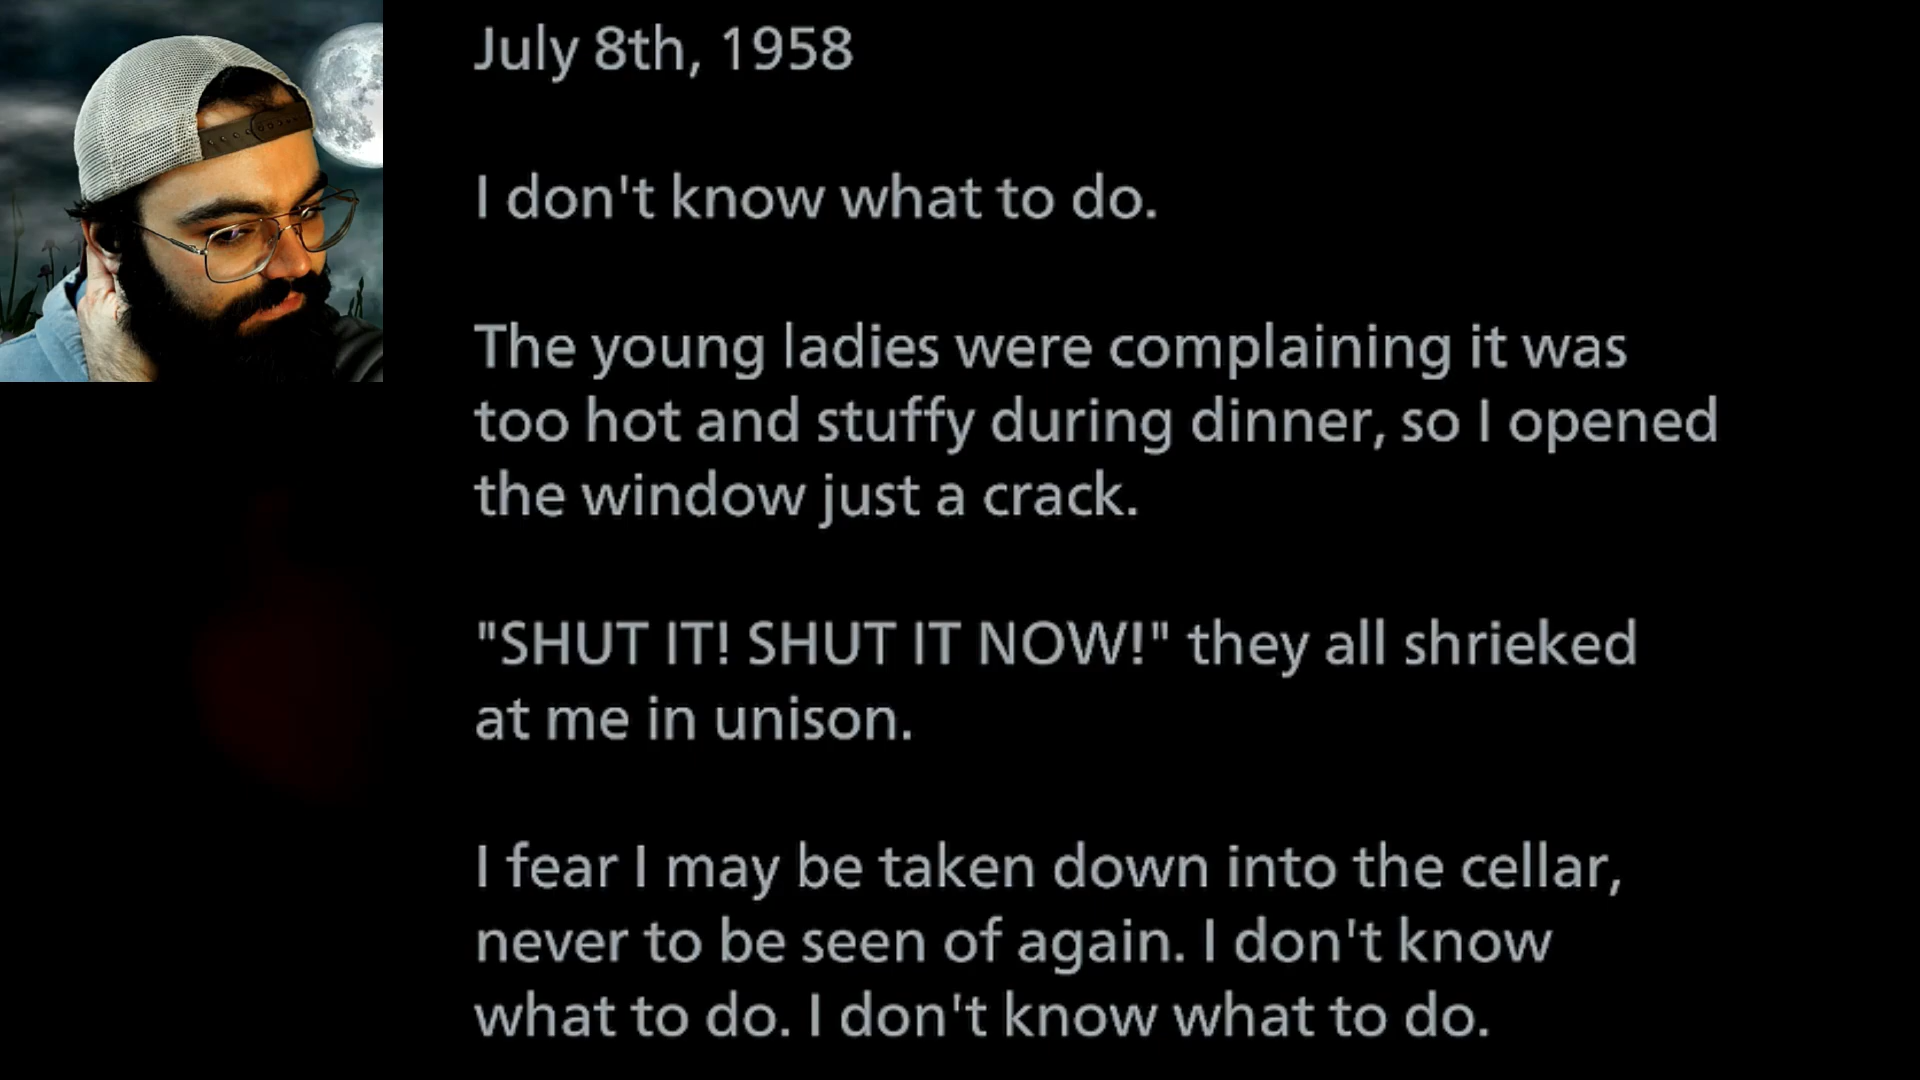 July 8th, 1958
I don't know what to do.
The young ladies were complaining it was
too hot and stuffy during dinner, so I opened
the window just a crack.
"SHUT IT! SHUT IT NOW!" they all shrieked
at me in unison.
I fear I may be taken down into the cellar,
never to be seen of again. I don't know
what to do. I don't know what to do.